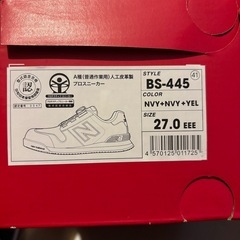 A種(普通作業用)人工皮革製
プロスニーカー
STYLE
41
BS-445
COLOR
NVY+NVY+YEL
SIZE
27.0 EEE
4 570125 011725